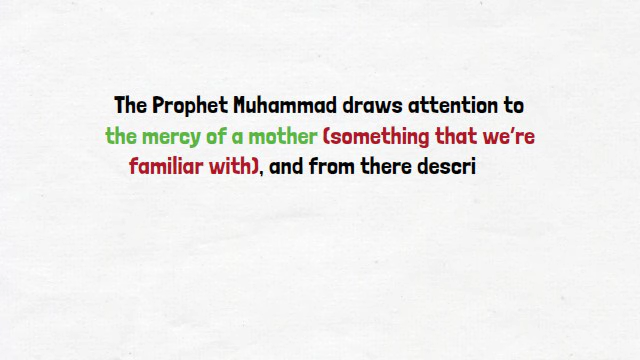 The Prophet Muhammad draws attention to
the mercy of a mother (something that we're
familiar with), and from there descri